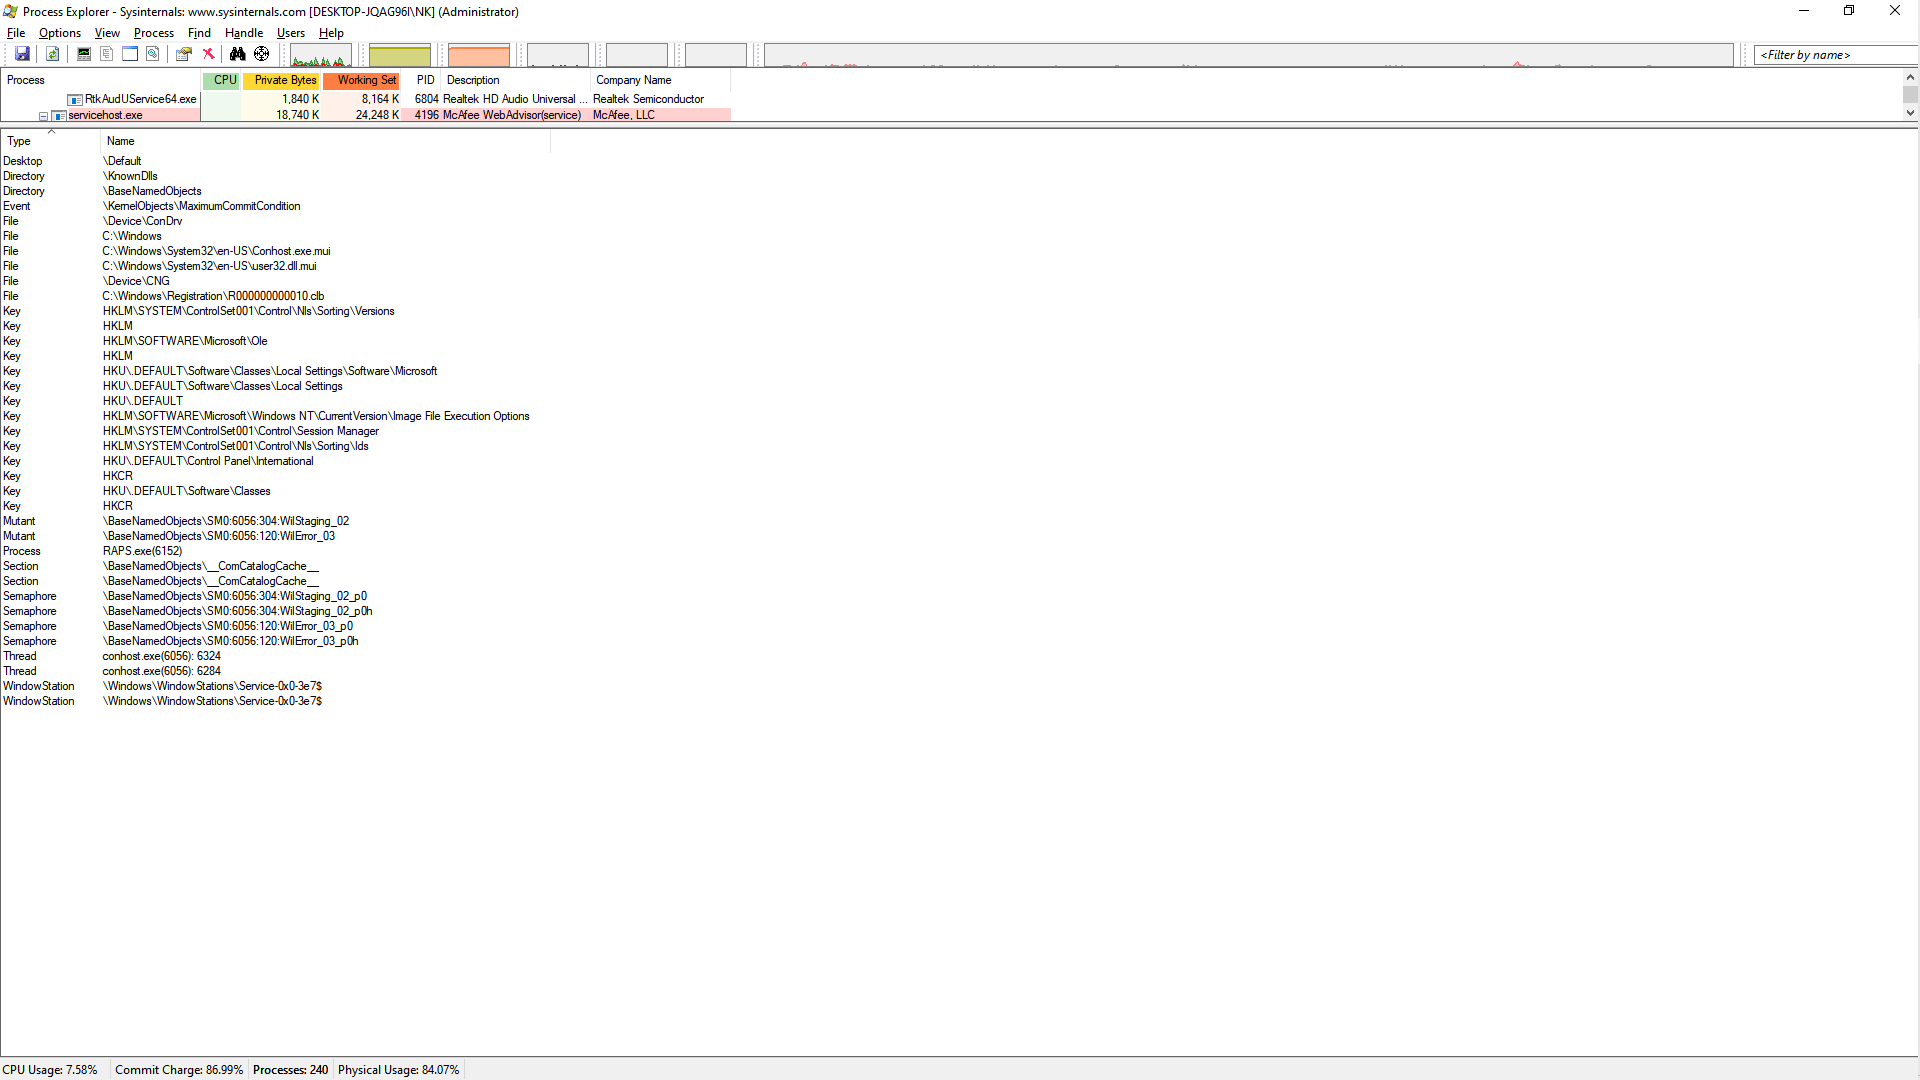 Process Explorer - Sysinternals: www.sysinternals.com [DESKTOP-JQAG96I\NK] (Administrator)
File Options View Process Find Handle Users Help
<Filter by name>
Process CPU Private Bytes Working Set PID Description Company Name
RtkAudUService64.exe 1,840 K 8,164 K 6804 Realtek HD Audio Universal ... Realtek Semiconductor
servicehost.exe 18,740 K 24,248 K 4196 McAfee WebAdvisor(service) McAfee, LLC
Type Name
Desktop \Default
Directory \KnownDlls
Directory \BaseNamedObjects
Event \KernelObjects\MaximumCommitCondition
File \Device\ConDrv
File C:\Windows
File C:\Windows\System32\en-US\Conhost.exe.mui
File C:\Windows\System32\en-US\user32.dll.mui
File \Device\CNG
File C:\Windows\Registration\R000000000010.clb
Key HKLM\SYSTEM\ControlSet001\Control\Nls\Sorting\Versions
Key HKLM
Key HKLM\SOFTWARE\Microsoft\Ole
Key HKLM
Key HKU\.DEFAULT\Software\Classes\Local Settings\Software\Microsoft
Key HKU\.DEFAULT\Software\Classes\Local Settings
Key HKU\.DEFAULT
Key HKLM\SOFTWARE\Microsoft\Windows NT\CurrentVersion\Image File Execution Options
Key HKLM\SYSTEM\ControlSet001\Control\Session Manager
Key HKLM\SYSTEM\ControlSet001\Control\Nls\Sorting\Ids
Key HKU\.DEFAULT\Control Panel\International
Key HKCR
Key HKU\.DEFAULT\Software\Classes
Key HKCR
Mutant \BaseNamedObjects\SM0:6056:304:WilStaging_02
Mutant \BaseNamedObjects\SM0:6056:120:WilError_03
Process RAPS.exe(6152)
Section \BaseNamedObjects\__ComCatalogCache__
Section \BaseNamedObjects\__ComCatalogCache__
Semaphore \BaseNamedObjects\SM0:6056:304:WilStaging_02_p0
Semaphore \BaseNamedObjects\SM0:6056:304:WilStaging_02_p0h
Semaphore \BaseNamedObjects\SM0:6056:120:WilError_03_p0
Semaphore \BaseNamedObjects\SM0:6056:120:WilError_03_p0h
Thread conhost.exe(6056): 6324
Thread conhost.exe(6056): 6284
WindowStation \Windows\WindowStations\Service-0x0-3e7$
WindowStation \Windows\WindowStations\Service-0x0-3e7$
CPU Usage: 7.58% Commit Charge: 86.99% Processes: 240 Physical Usage: 84.07%